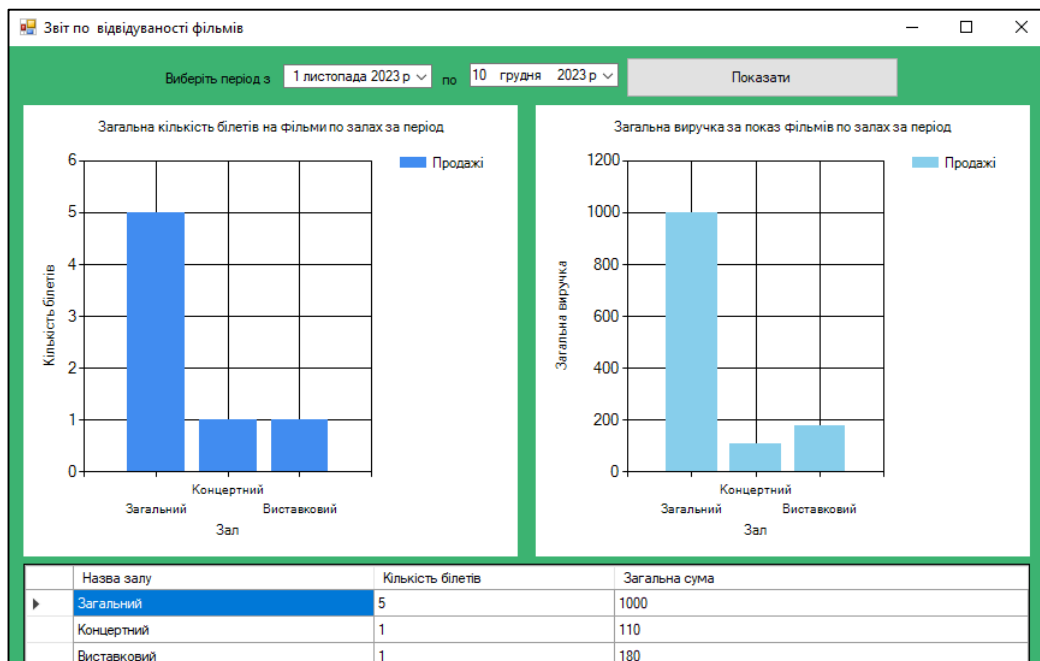 Звіт по відвідуваності фільмів
Виберіть період з 1 листопада 2023 р по 10 грудня 2023 р Показати
Загальна кількість білетів на фільми по залах за період
Продажі
Кількість білетів
6
5
4
3
2
1
0
Концертний
Загальний Виставковий
Зал
Загальна виручка за показ фільмів по залах за період
Продажі
Загальна виручка
1200
1000
800
600
400
200
0
Концертний
Загальний Виставковий
Зал
Назва залу Кількість білетів Загальна сума
Загальний 5 1000
Концертний 1 110
Виставковий 1 180